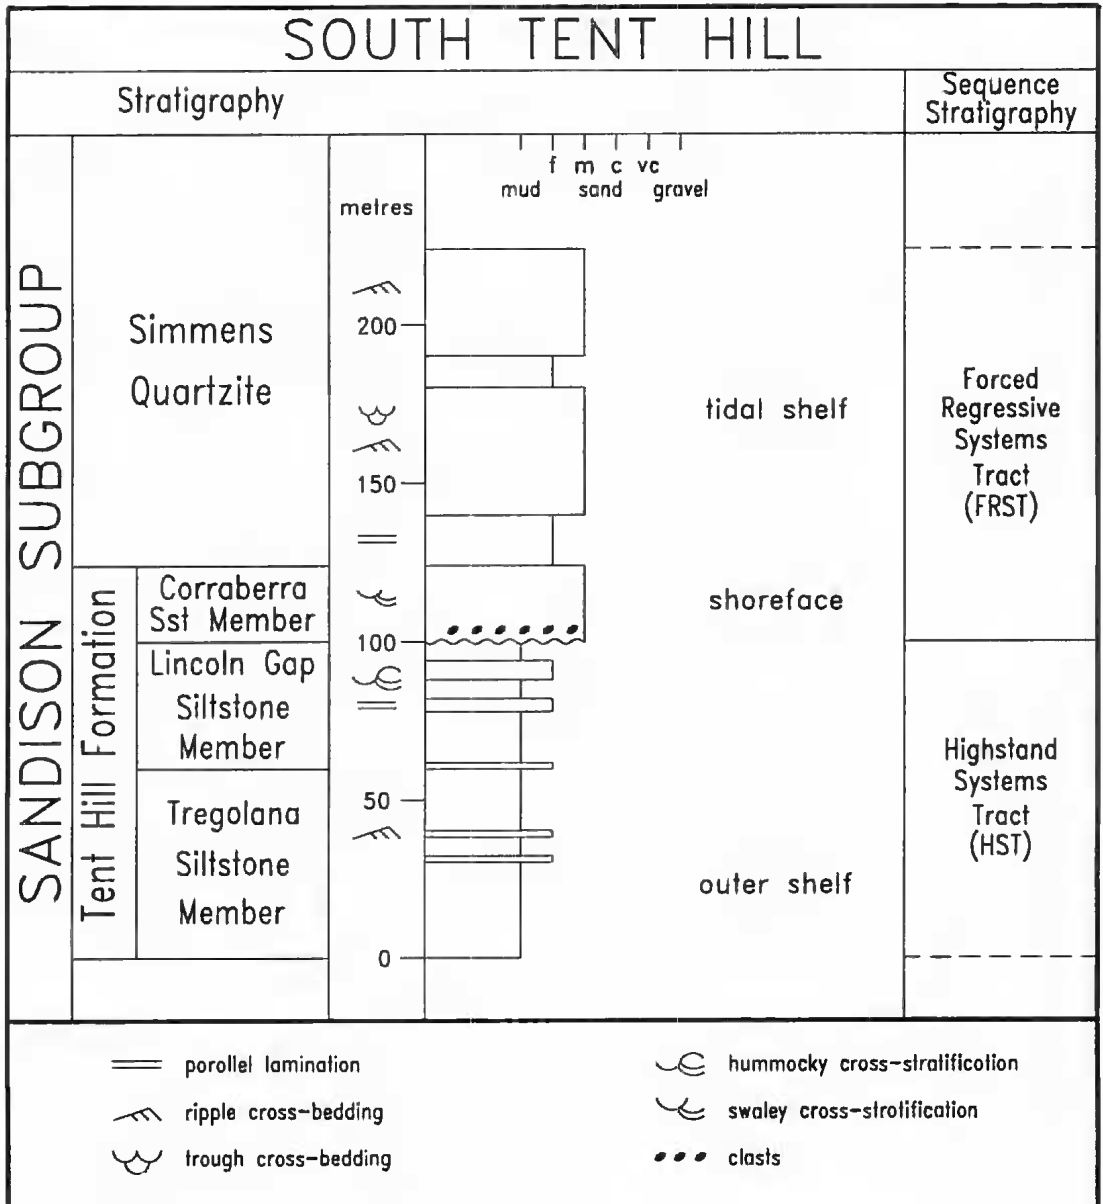 SOUTH TENT HILL
Stratigraphy
Sequence
Stratigraphy
f m c vc
mud sand gravel
metres
200
150
100
50
0
SANDISON SUBGROUP
Simmens
Quartzite
Tent Hill Formation
Corraberra
Sst Member
Lincoln Gap
Siltstone
Member
Tregolana
Siltstone
Member
tidal shelf
shoreface
outer shelf
Forced
Regressive
Systems
Tract
(FRST)
Highstand
Systems
Tract
(HST)
porollel lamination
ripple cross-bedding
trough cross-bedding
hummocky cross-stratificotion
swaley cross-strotification
clasts